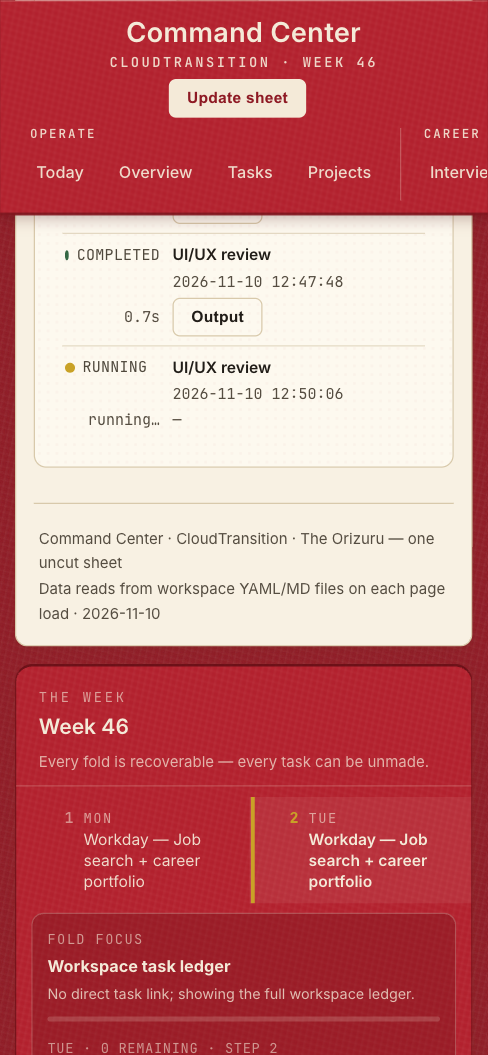 Command Center
CLOUDTRANSITION · WEEK 46
Update sheet
OPERATE
CAREER
Today
Overview
Tasks
Projects
Intervie
COMPLETED
UI/UX review
2026-11-10 12:47:48
0.7s
Output
RUNNING
UI/UX review
2026-11-10 12:50:06
running…
—
Command Center · CloudTransition · The Orizuru — one
uncut sheet
Data reads from workspace YAML/MD files on each page
load · 2026-11-10
THE WEEK
Week 46
Every fold is recoverable — every task can be unmade.
1 MON
Workday — Job
search + career
portfolio
2 TUE
Workday — Job
search + career
portfolio
FOLD FOCUS
Workspace task ledger
No direct task link; showing the full workspace ledger.
TUE · 0 REMAINING · STEP 2